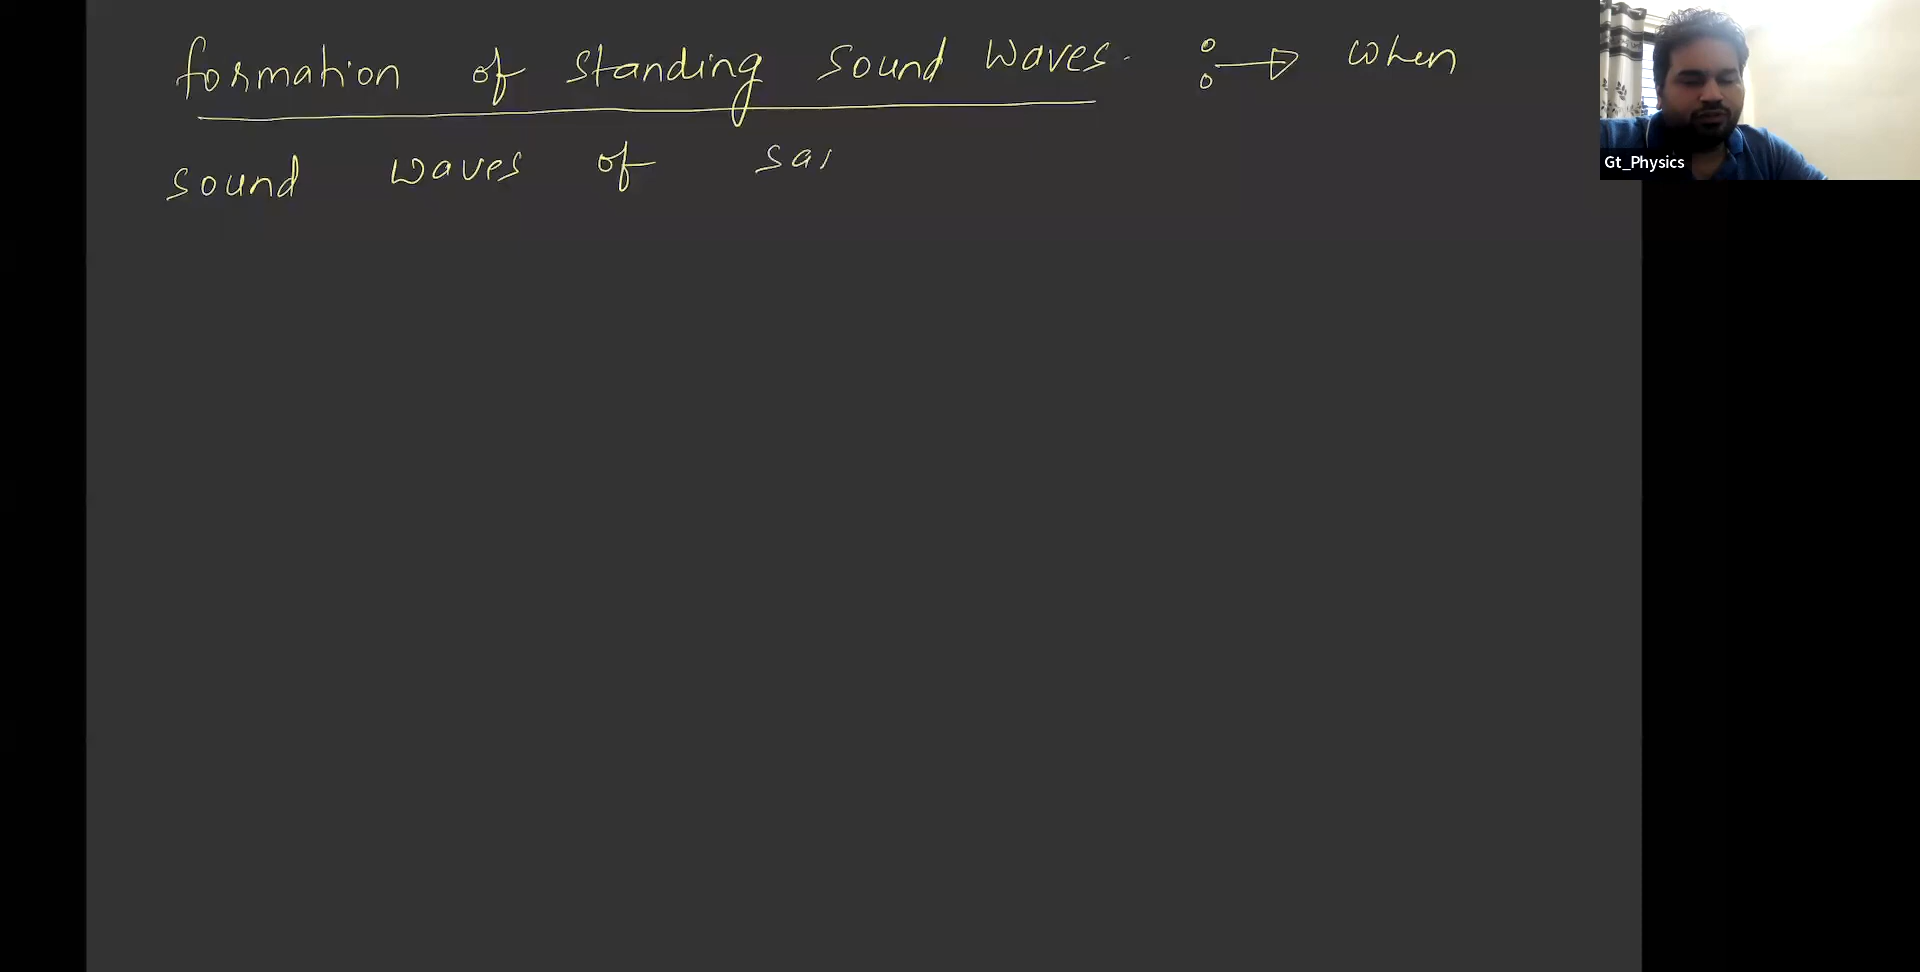 formation of standing sound waves. :→ when
sound waves of sa
Gt_Physics